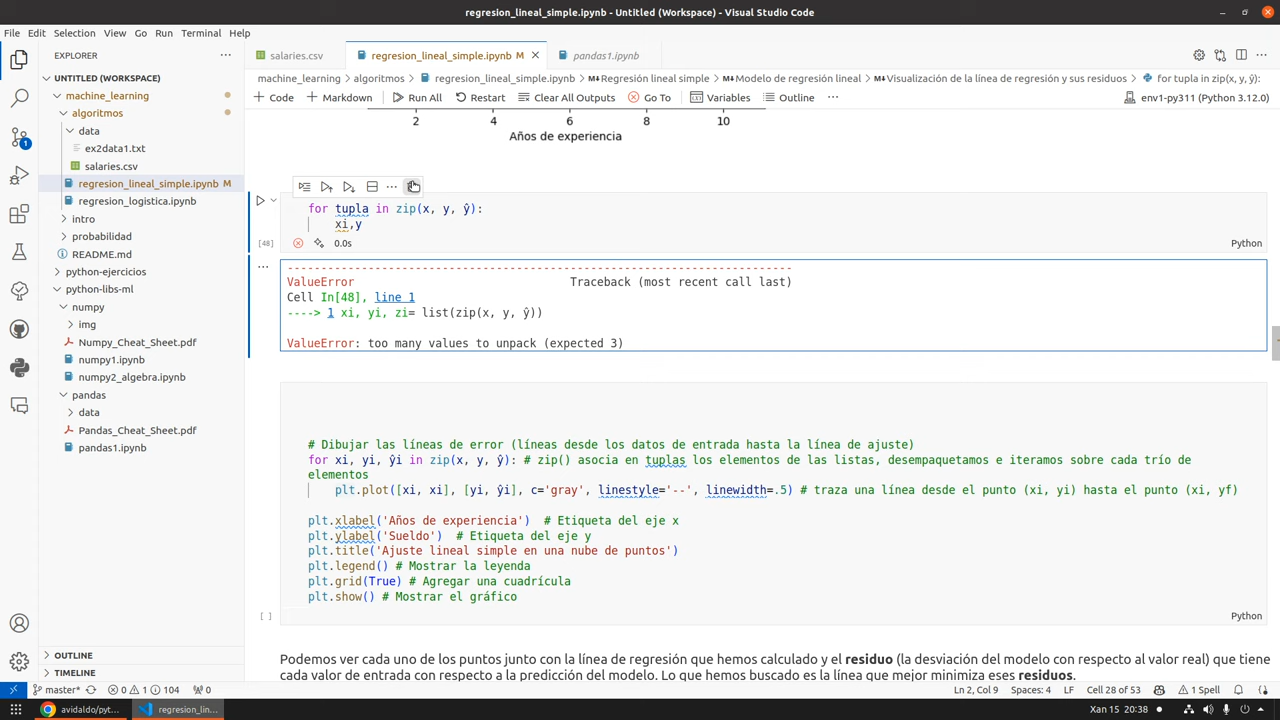 regresion_lineal_simple.ipynb - Untitled (Workspace) - Visual Studio Code
File Edit Selection View Go Run Terminal Help
EXPLORER
salaries.csv
regresion_lineal_simple.ipynb M
pandas1.ipynb
UNTITLED (WORKSPACE)
machine_learning > algoritmos > regresion_lineal_simple.ipynb > M↓Regresión lineal simple > M↓Modelo de regresión lineal > M↓Visualización de la línea de regresión y sus residuos > for tupla in zip(x, y, ŷ):
+ Code + Markdown Run All Restart Clear All Outputs Go To Variables Outline ...
env1-py311 (Python 3.12.0)
machine_learning
algoritmos
data
ex2data1.txt
salaries.csv
regresion_lineal_simple.ipynb M
regresion_logistica.ipynb
intro
probabilidad
README.md
python-ejercicios
python-libs-ml
numpy
img
Numpy_Cheat_Sheet.pdf
numpy1.ipynb
numpy2_algebra.ipynb
pandas
data
Pandas_Cheat_Sheet.pdf
pandas1.ipynb
OUTLINE
TIMELINE
2 4 6 8 10
Años de experiencia
for tupla in zip(x, y, ŷ):
xi,y
[48] 0.0s Python
--------------------------------------------------------------------------
ValueError Traceback (most recent call last)
Cell In[48], line 1
----> 1 xi, yi, zi= list(zip(x, y, ŷ))
ValueError: too many values to unpack (expected 3)
# Dibujar las líneas de error (líneas desde los datos de entrada hasta la línea de ajuste)
for xi, yi, ŷi in zip(x, y, ŷ): # zip() asocia en tuplas los elementos de las listas, desempaquetamos e iteramos sobre cada trío de
elementos
plt.plot([xi, xi], [yi, ŷi], c='gray', linestyle='--', linewidth=.5) # traza una línea desde el punto (xi, yi) hasta el punto (xi, yf)
plt.xlabel('Años de experiencia') # Etiqueta del eje x
plt.ylabel('Sueldo') # Etiqueta del eje y
plt.title('Ajuste lineal simple en una nube de puntos')
plt.legend() # Mostrar la leyenda
plt.grid(True) # Agregar una cuadrícula
plt.show() # Mostrar el gráfico
[ ] Python
Podemos ver cada uno de los puntos junto con la línea de regresión que hemos calculado y el residuo (la desviación del modelo con respecto al valor real) que tiene
cada valor de entrada con respecto a la predicción del modelo. Lo que hemos buscado es la línea que mejor minimiza eses residuos.
1
master* 0 1 104 0
Ln 2, Col 9 Spaces: 4 LF Cell 28 of 53 1 Spell
avidaldo/pyt... regresion_lin...
Xan 15 20:38